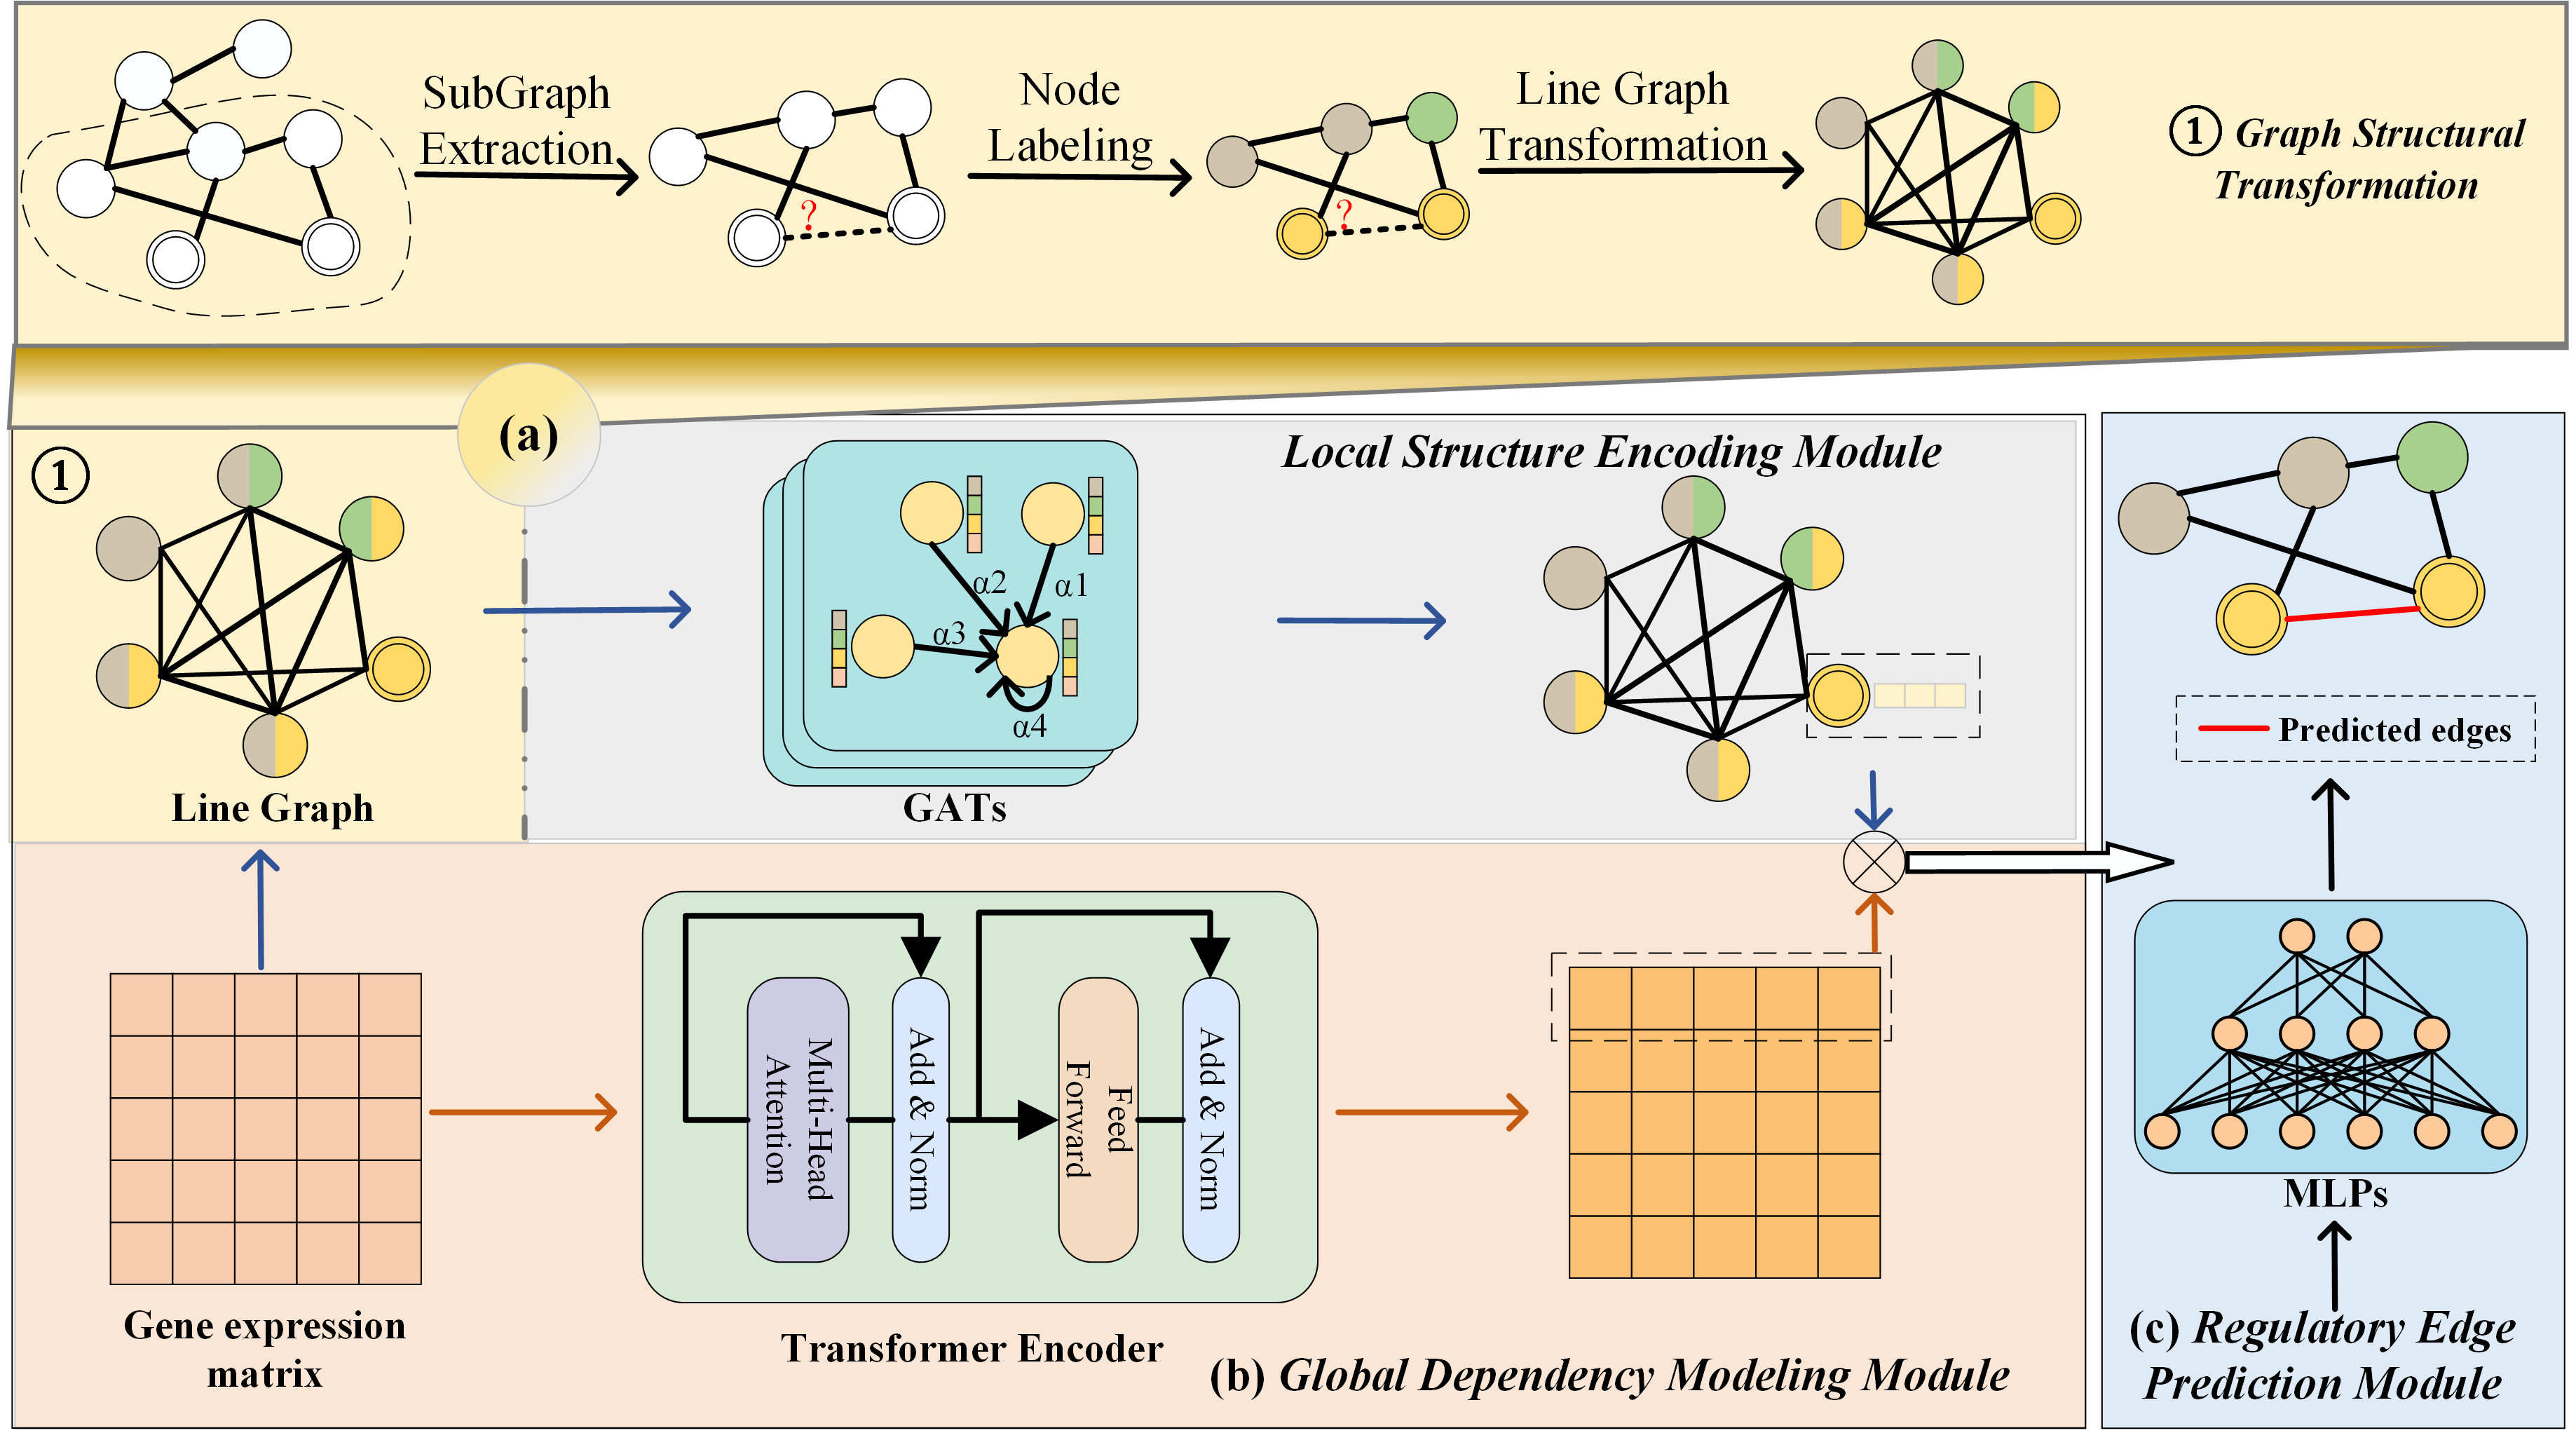 SubGraph
Extraction
?
Node
Labeling
?
Line Graph
Transformation
1 Graph Structural
Transformation
(a)
1
Line Graph
Local Structure Encoding Module
α2
α1
α3
α4
GATs
Predicted edges
Gene expression
matrix
Multi-Head
Attention
Add & Norm
Feed
Forward
Add & Norm
Transformer Encoder
(b) Global Dependency Modeling Module
MLPs
(c) Regulatory Edge
Prediction Module